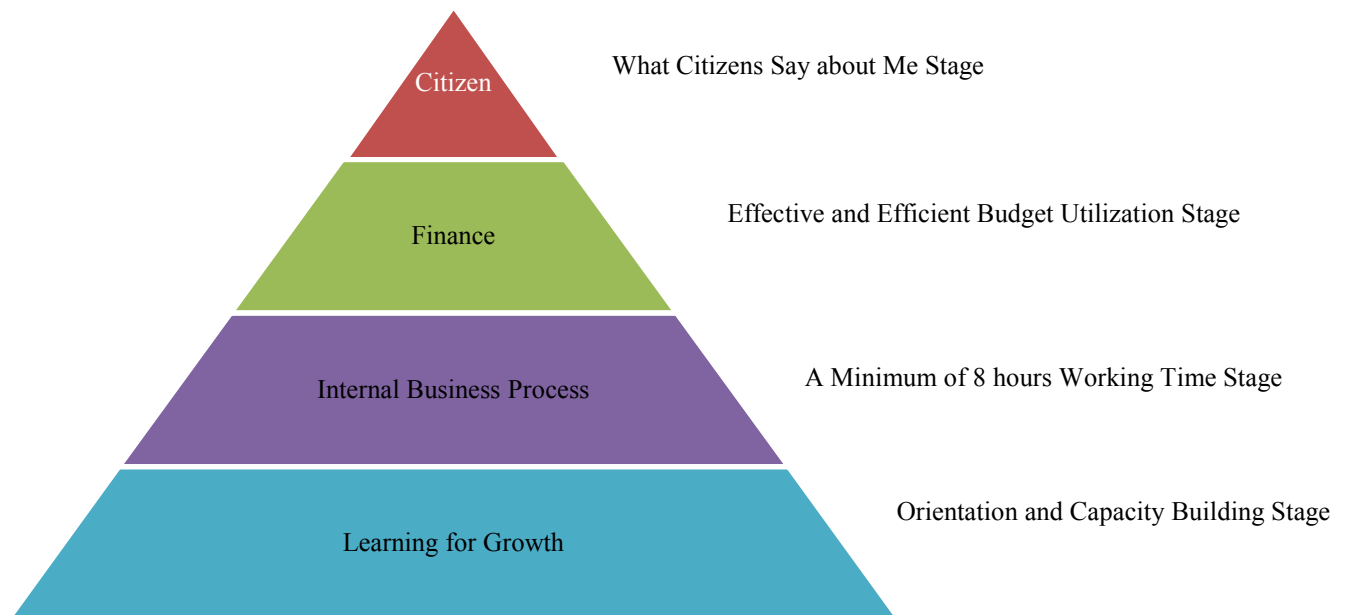 Citizen
What Citizens Say about Me Stage
Finance
Effective and Efficient Budget Utilization Stage
Internal Business Process
A Minimum of 8 hours Working Time Stage
Learning for Growth
Orientation and Capacity Building Stage